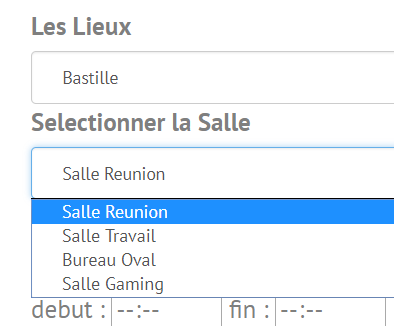 Les Lieux
Bastille
Selectionner la Salle
Salle Reunion
Salle Reunion
Salle Travail
Bureau Oval
Salle Gaming
debut : --:-- fin : --:--